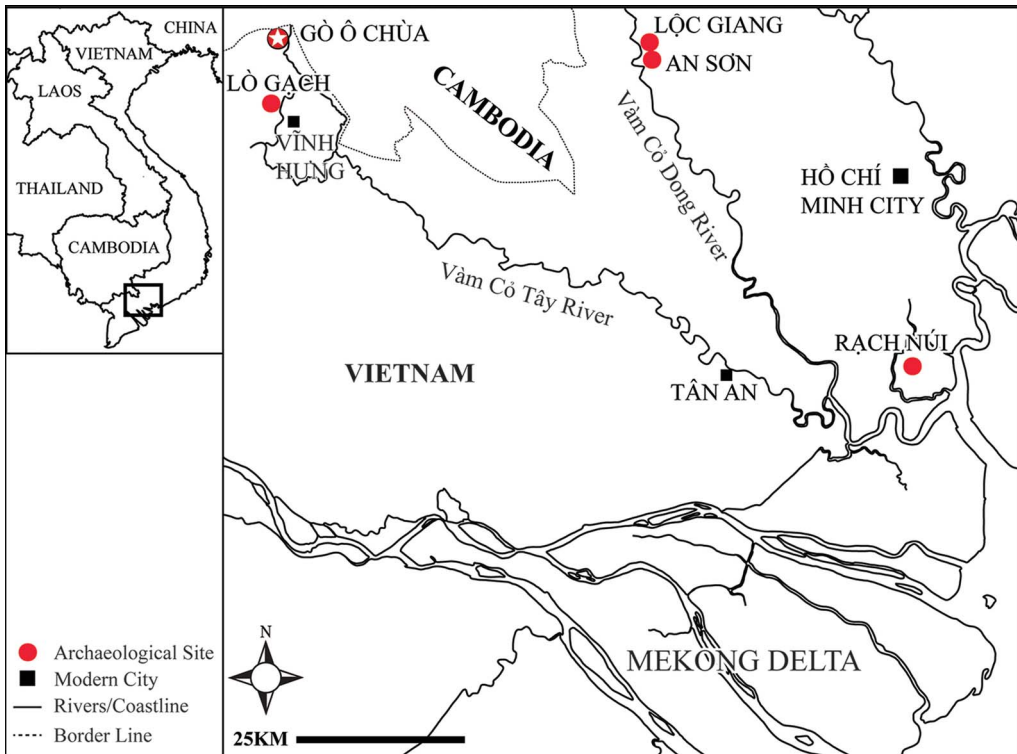 CHINA
VIETNAM
LAOS
THAILAND
CAMBODIA
GÒ Ô CHÙA
LÒ GẠCH
VĨNH
HƯNG
CAMBODIA
LỘC GIANG
AN SƠN
Vàm Cỏ Dong River
HỒ CHÍ
MINH CITY
Vàm Cỏ Tây River
VIETNAM
TÂN AN
RẠCH NÚI
MEKONG DELTA
Archaeological Site
Modern City
Rivers/Coastline
Border Line
N
25KM